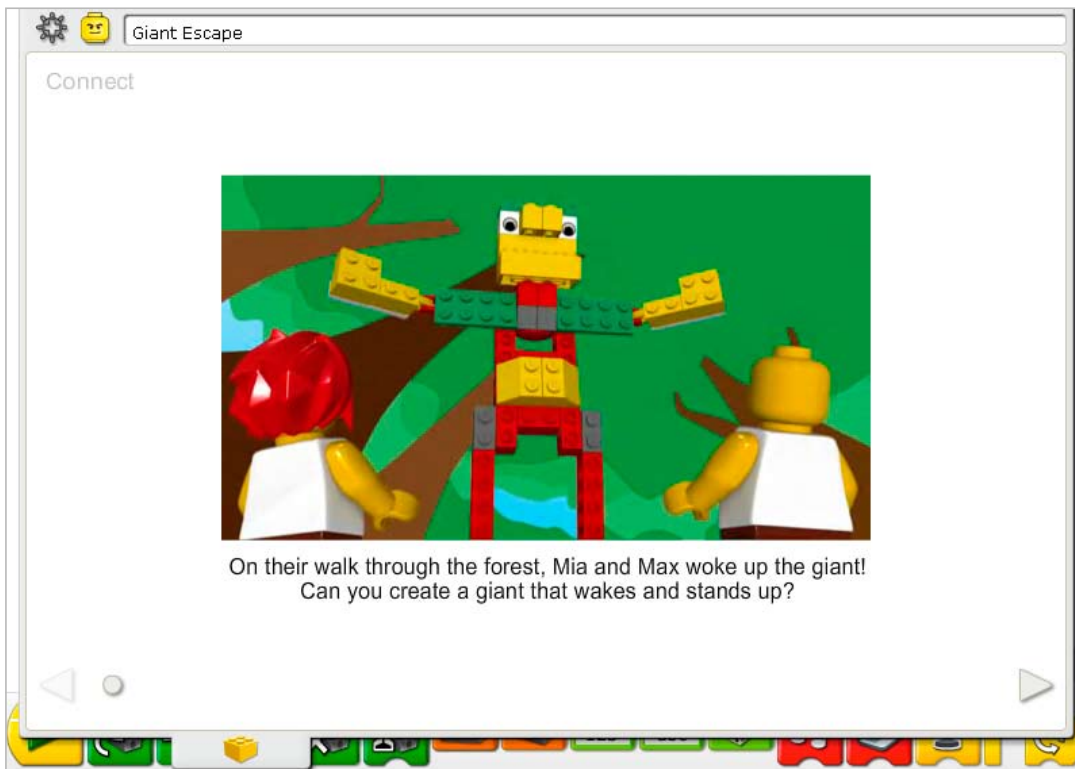 Giant Escape
Connect
On their walk through the forest, Mia and Max woke up the giant!
Can you create a giant that wakes and stands up?